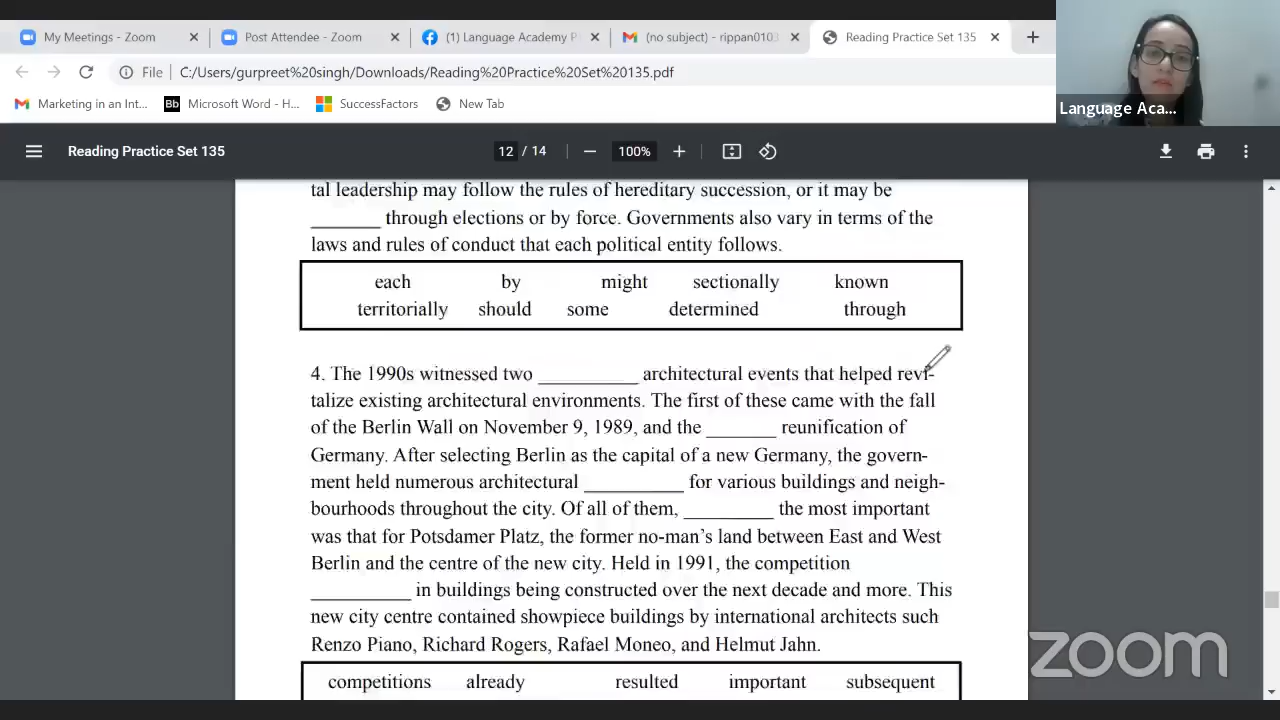 My Meetings - Zoom
Post Attendee - Zoom
(1) Language Academy P
(no subject) - rippan0103
Reading Practice Set 135
File C:/Users/gurpreet%20singh/Downloads/Reading%20Practice%20Set%20135.pdf
Marketing in an Int... Bb Microsoft Word - H... SuccessFactors New Tab
Language Aca...
Reading Practice Set 135 12 / 14 100%
tal leadership may follow the rules of hereditary succession, or it may be
_______ through elections or by force. Governments also vary in terms of the
laws and rules of conduct that each political entity follows.
each by might sectionally known
territorially should some determined through
4. The 1990s witnessed two __________ architectural events that helped revi-
talize existing architectural environments. The first of these came with the fall
of the Berlin Wall on November 9, 1989, and the _______ reunification of
Germany. After selecting Berlin as the capital of a new Germany, the govern-
ment held numerous architectural __________ for various buildings and neigh-
bourhoods throughout the city. Of all of them, _________ the most important
was that for Potsdamer Platz, the former no-man’s land between East and West
Berlin and the centre of the new city. Held in 1991, the competition
__________ in buildings being constructed over the next decade and more. This
new city centre contained showpiece buildings by international architects such
Renzo Piano, Richard Rogers, Rafael Moneo, and Helmut Jahn.
competitions already resulted important subsequent
zoom